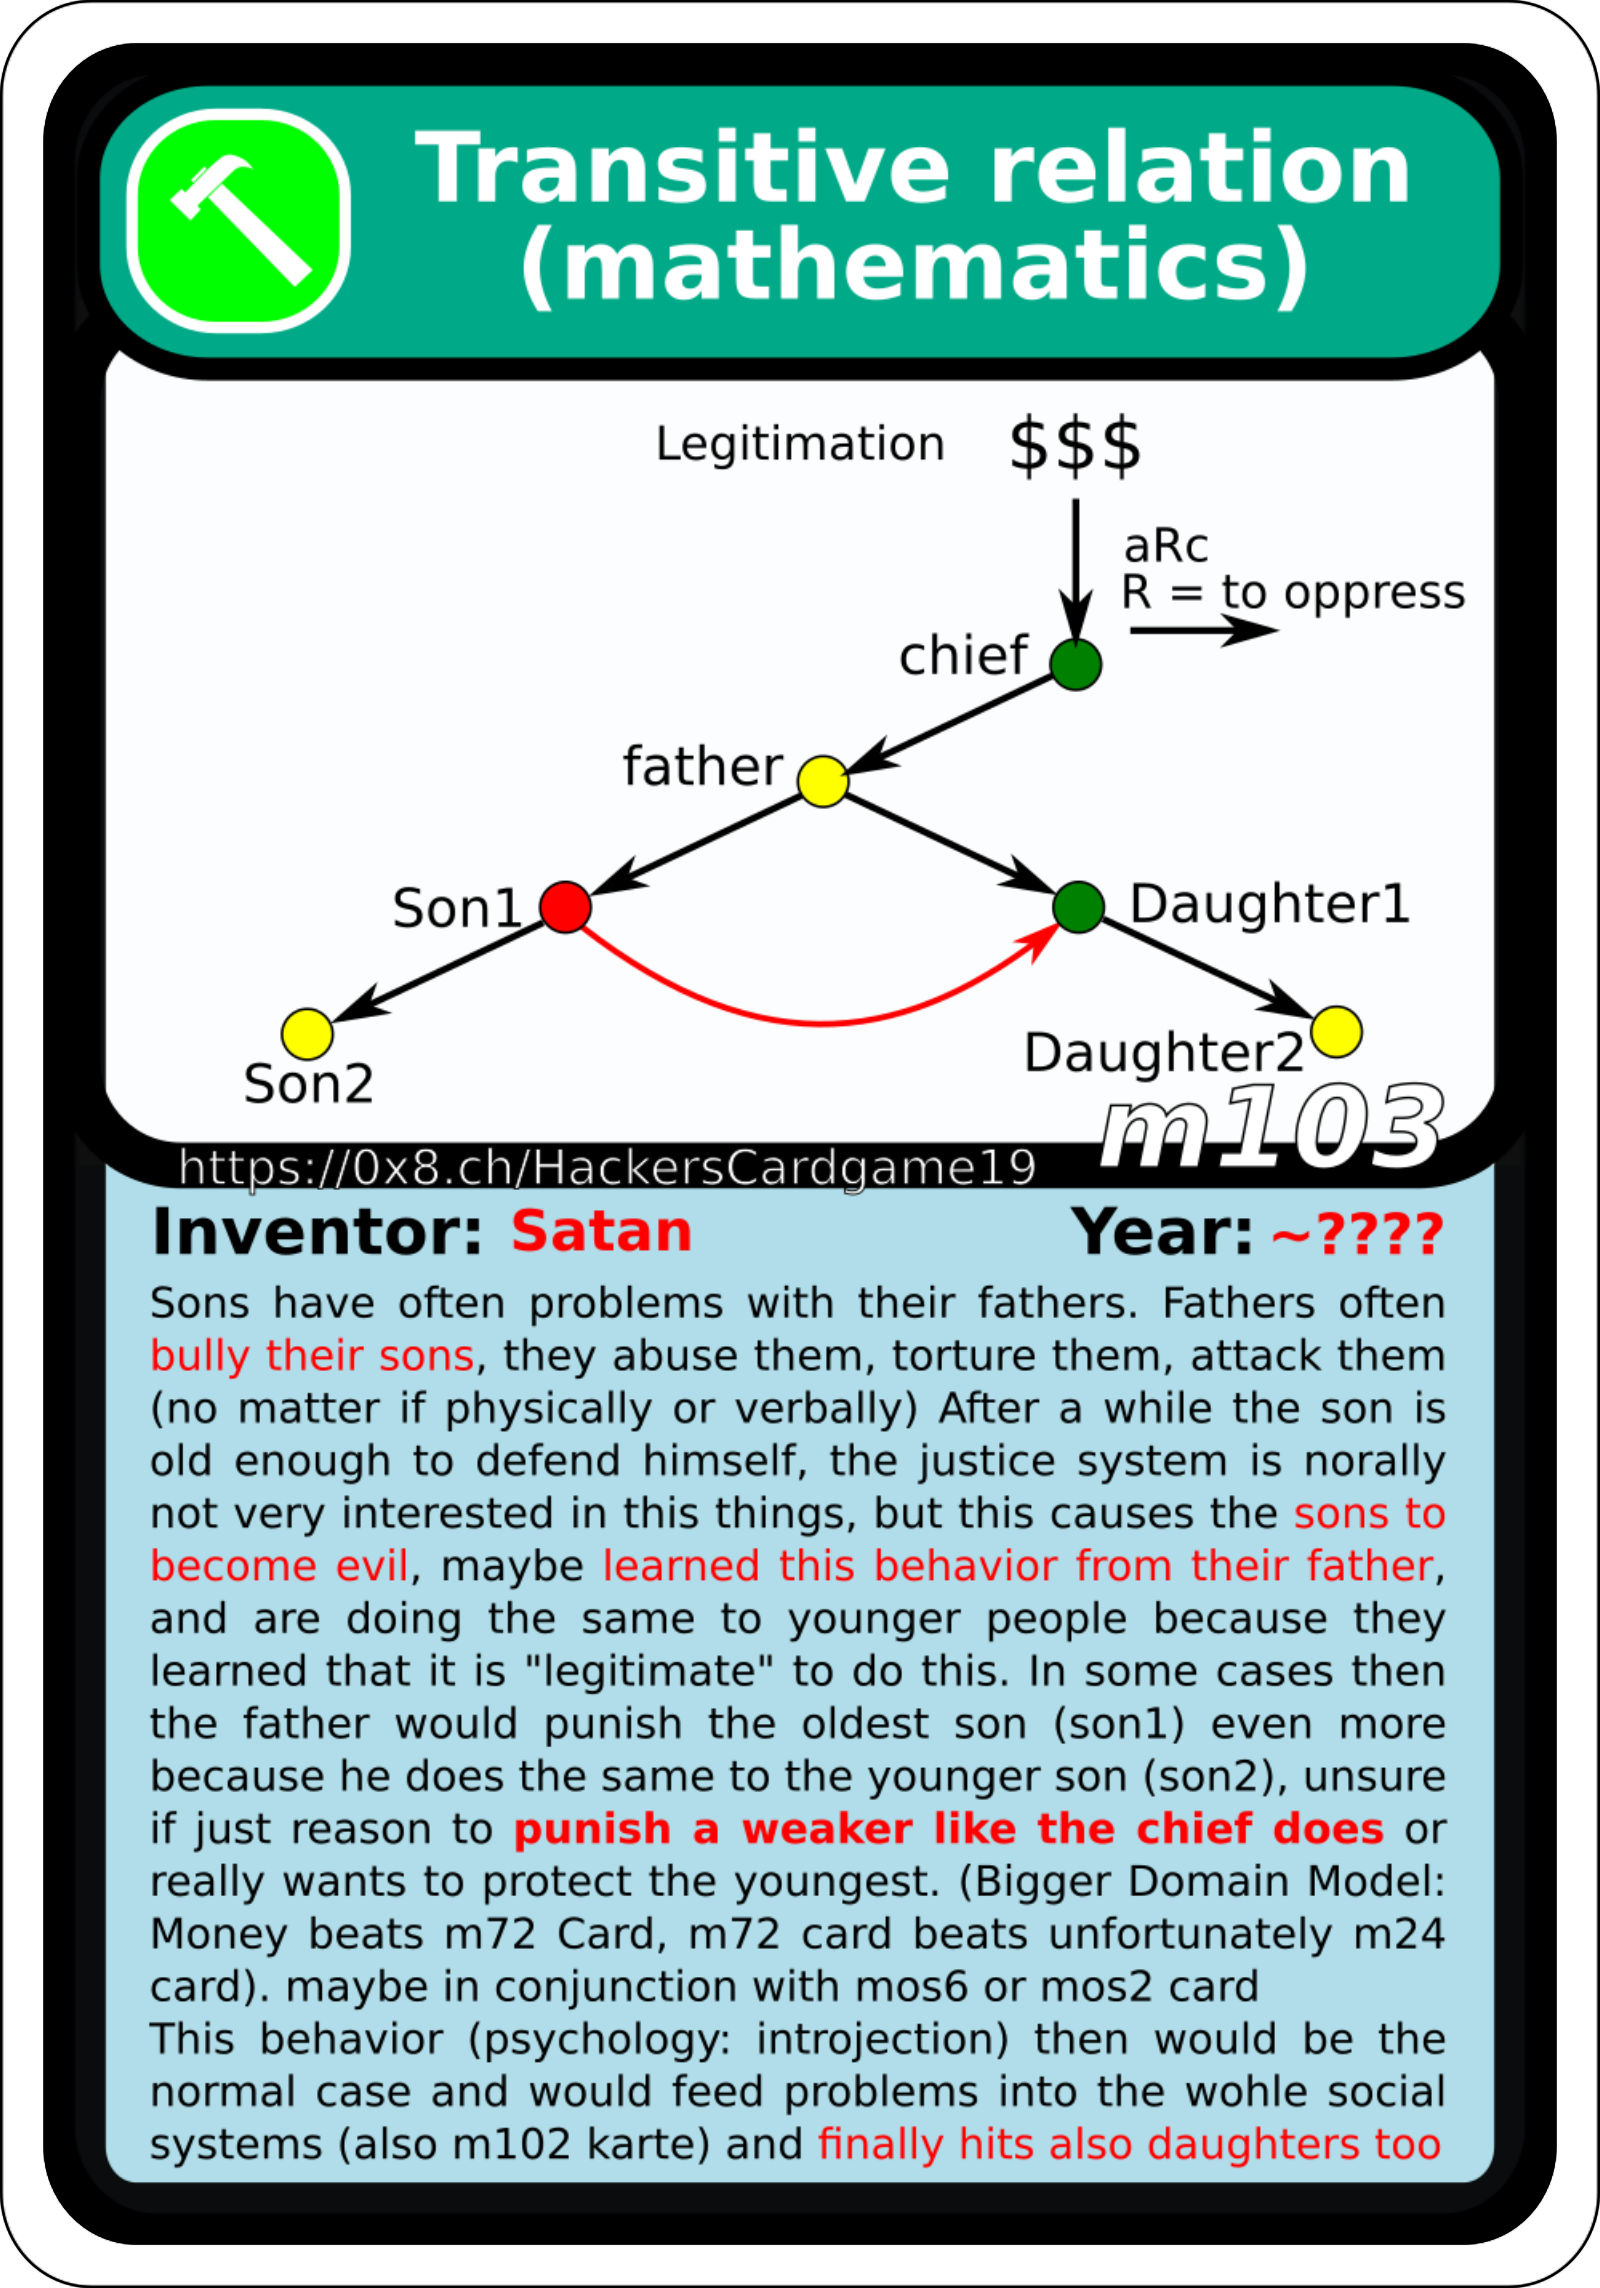 Transitive relation
(mathematics)
Legitimation $$$
aRc
R = to oppress
chief
father
Son1
Daughter1
Son2
Daughter2
m103
https://0x8.ch/HackersCardgame19
Inventor: Satan Year: ~????
Sons have often problems with their fathers. Fathers often
bully their sons, they abuse them, torture them, attack them
(no matter if physically or verbally) After a while the son is
old enough to defend himself, the justice system is norally
not very interested in this things, but this causes the sons to
become evil, maybe learned this behavior from their father,
and are doing the same to younger people because they
learned that it is "legitimate" to do this. In some cases then
the father would punish the oldest son (son1) even more
because he does the same to the younger son (son2), unsure
if just reason to punish a weaker like the chief does or
really wants to protect the youngest. (Bigger Domain Model:
Money beats m72 Card, m72 card beats unfortunately m24
card). maybe in conjunction with mos6 or mos2 card
This behavior (psychology: introjection) then would be the
normal case and would feed problems into the wohle social
systems (also m102 karte) and finally hits also daughters too